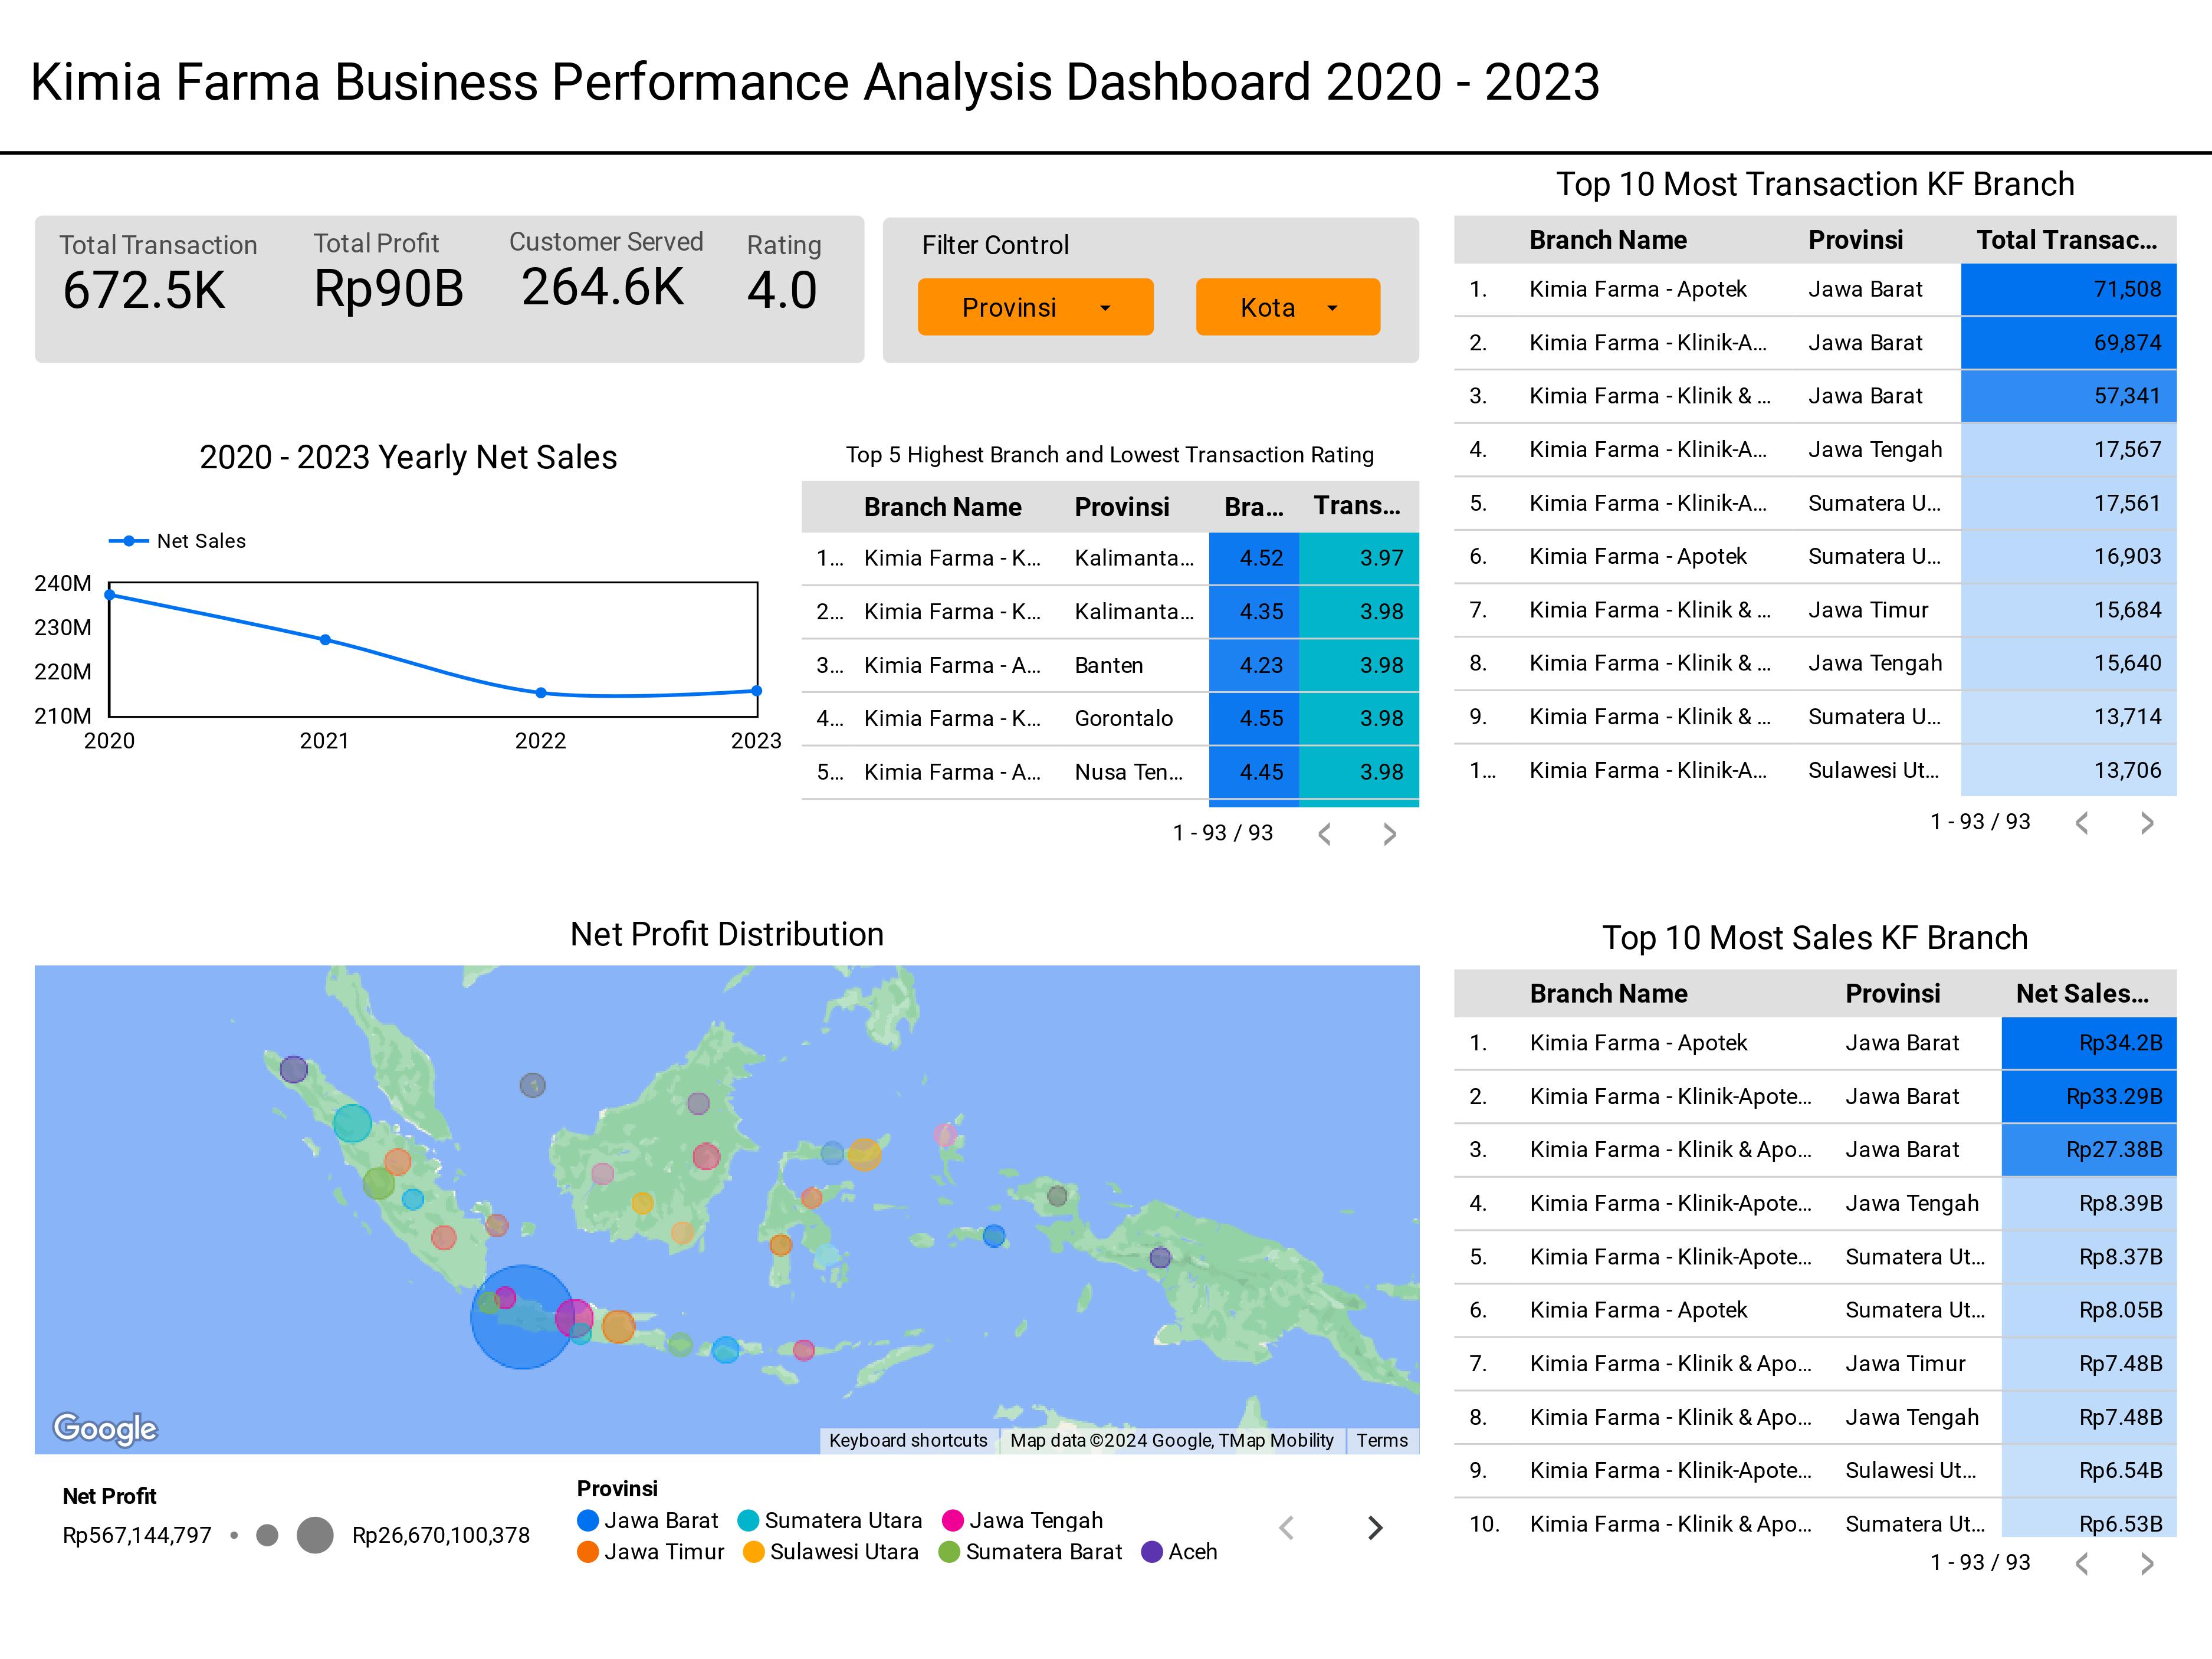 Kimia Farma Business Performance Analysis Dashboard 2020 - 2023
Total Transaction
672.5K
Total Profit
Rp90B
Customer Served
264.6K
Rating
4.0
Filter Control
Provinsi
Kota
2020 - 2023 Yearly Net Sales
Net Sales
240M
230M
220M
210M
2020 2021 2022 2023
Top 5 Highest Branch and Lowest Transaction Rating
Branch Name Provinsi Bra... Trans...
1... Kimia Farma - K... Kalimanta... 4.52 3.97
2... Kimia Farma - K... Kalimanta... 4.35 3.98
3... Kimia Farma - A... Banten 4.23 3.98
4... Kimia Farma - K... Gorontalo 4.55 3.98
5... Kimia Farma - A... Nusa Ten... 4.45 3.98
1 - 93 / 93
Top 10 Most Transaction KF Branch
Branch Name Provinsi Total Transac...
1. Kimia Farma - Apotek Jawa Barat 71,508
2. Kimia Farma - Klinik-A... Jawa Barat 69,874
3. Kimia Farma - Klinik & ... Jawa Barat 57,341
4. Kimia Farma - Klinik-A... Jawa Tengah 17,567
5. Kimia Farma - Klinik-A... Sumatera U... 17,561
6. Kimia Farma - Apotek Sumatera U... 16,903
7. Kimia Farma - Klinik & ... Jawa Timur 15,684
8. Kimia Farma - Klinik & ... Jawa Tengah 15,640
9. Kimia Farma - Klinik & ... Sumatera U... 13,714
1... Kimia Farma - Klinik-A... Sulawesi Ut... 13,706
1 - 93 / 93
Net Profit Distribution
Google
Keyboard shortcuts Map data ©2024 Google, TMap Mobility Terms
Net Profit
Rp567,144,797 Rp26,670,100,378
Provinsi
Jawa Barat Sumatera Utara Jawa Tengah
Jawa Timur Sulawesi Utara Sumatera Barat Aceh
Top 10 Most Sales KF Branch
Branch Name Provinsi Net Sales...
1. Kimia Farma - Apotek Jawa Barat Rp34.2B
2. Kimia Farma - Klinik-Apote... Jawa Barat Rp33.29B
3. Kimia Farma - Klinik & Apo... Jawa Barat Rp27.38B
4. Kimia Farma - Klinik-Apote... Jawa Tengah Rp8.39B
5. Kimia Farma - Klinik-Apote... Sumatera Ut... Rp8.37B
6. Kimia Farma - Apotek Sumatera Ut... Rp8.05B
7. Kimia Farma - Klinik & Apo... Jawa Timur Rp7.48B
8. Kimia Farma - Klinik & Apo... Jawa Tengah Rp7.48B
9. Kimia Farma - Klinik-Apote... Sulawesi Ut... Rp6.54B
10. Kimia Farma - Klinik & Apo... Sumatera Ut... Rp6.53B
1 - 93 / 93